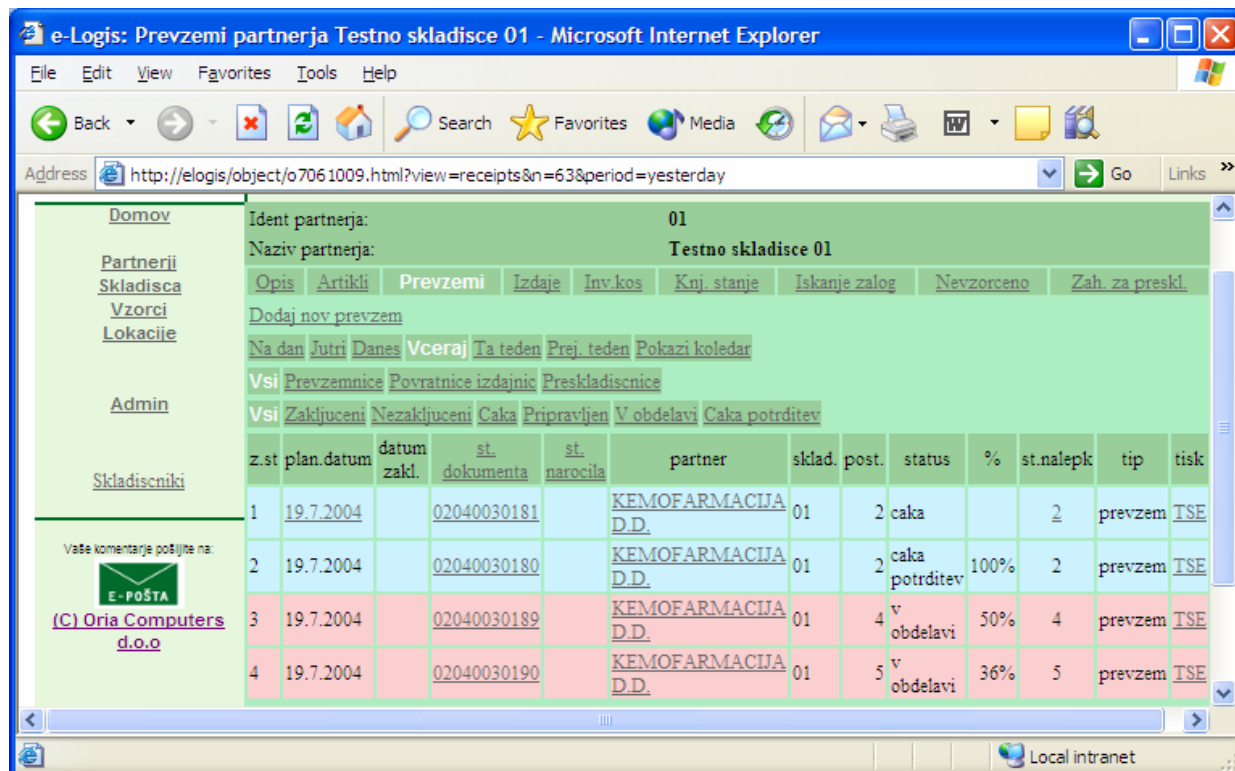 e-Logis: Prevzemi partnerja Testno skladisce 01 - Microsoft Internet Explorer
File Edit View Favorites Tools Help
Back Search Favorites Media
Address http://elogis/object/o7061009.html?view=receipts&n=63&period=yesterday Go Links »
Domov
Partnerji
Skladisca
Vzorci
Lokacije
Admin
Skladiscniki
Vaše komentarje pošljite na:
E-POŠTA
(C) Oria Computers
d.o.o
Ident partnerja: 01
Naziv partnerja: Testno skladisce 01
Opis Artikli Prevzemi Izdaje Inv.kos Knj. stanje Iskanje zalog Nevzorceno Zah. za preskl.
Dodaj nov prevzem
Na dan Jutri Danes Vceraj Ta teden Prej. teden Pokazi koledar
Vsi Prevzemnice Povratnice izdajnic Preskladiscnice
Vsi Zakljuceni Nezakljuceni Caka Pripravljen V obdelavi Caka potrditev
z.st plan.datum datum zakl. st. dokumenta st. narocila partner sklad. post. status % st.nalepk tip tisk
1 19.7.2004 02040030181 KEMOFARMACIJA D.D. 01 2 caka 2 prevzem TSE
2 19.7.2004 02040030180 KEMOFARMACIJA D.D. 01 2 caka potrditev 100% 2 prevzem TSE
3 19.7.2004 02040030189 KEMOFARMACIJA D.D. 01 4 v obdelavi 50% 4 prevzem TSE
4 19.7.2004 02040030190 KEMOFARMACIJA D.D. 01 5 v obdelavi 36% 5 prevzem TSE
Local intranet